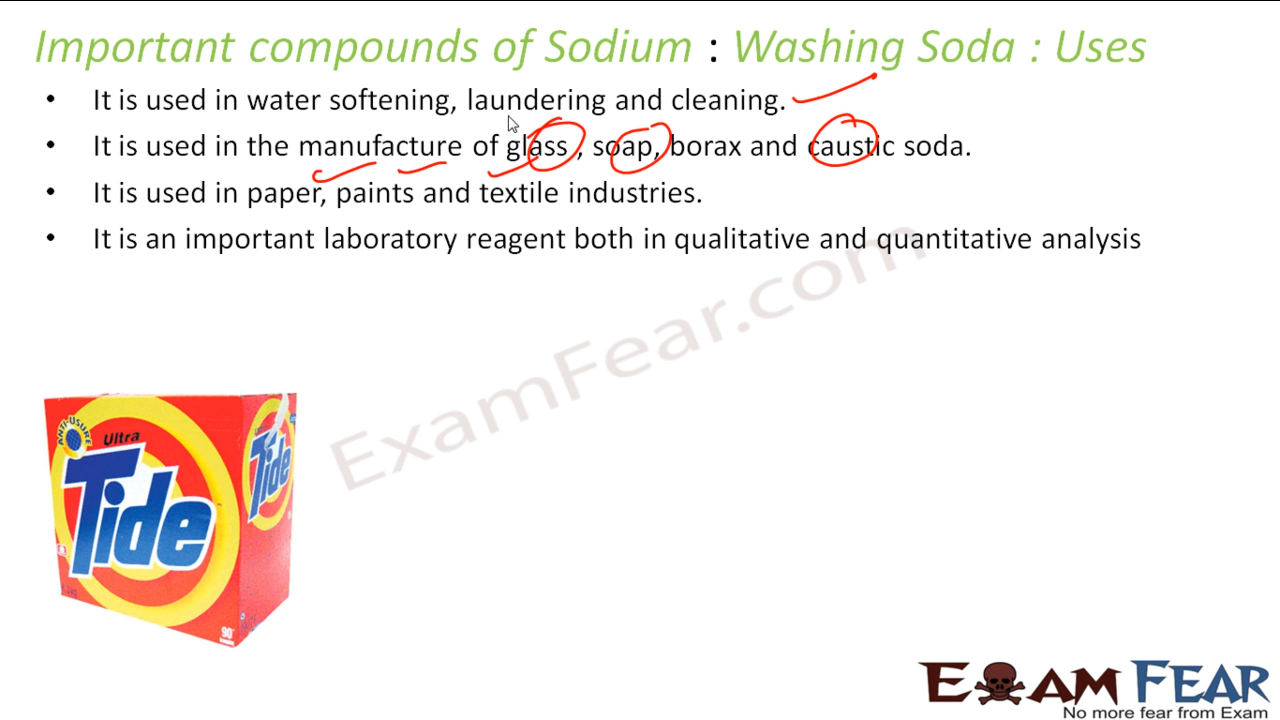 Important compounds of Sodium : Washing Soda : Uses
• It is used in water softening, laundering and cleaning.
• It is used in the manufacture of glass , soap, borax and caustic soda.
• It is used in paper, paints and textile industries.
• It is an important laboratory reagent both in qualitative and quantitative analysis
ExamFear.com
ANTI-USURE
Ultra
Tide
Tide
90
EXAM FEAR
No more fear from Exam